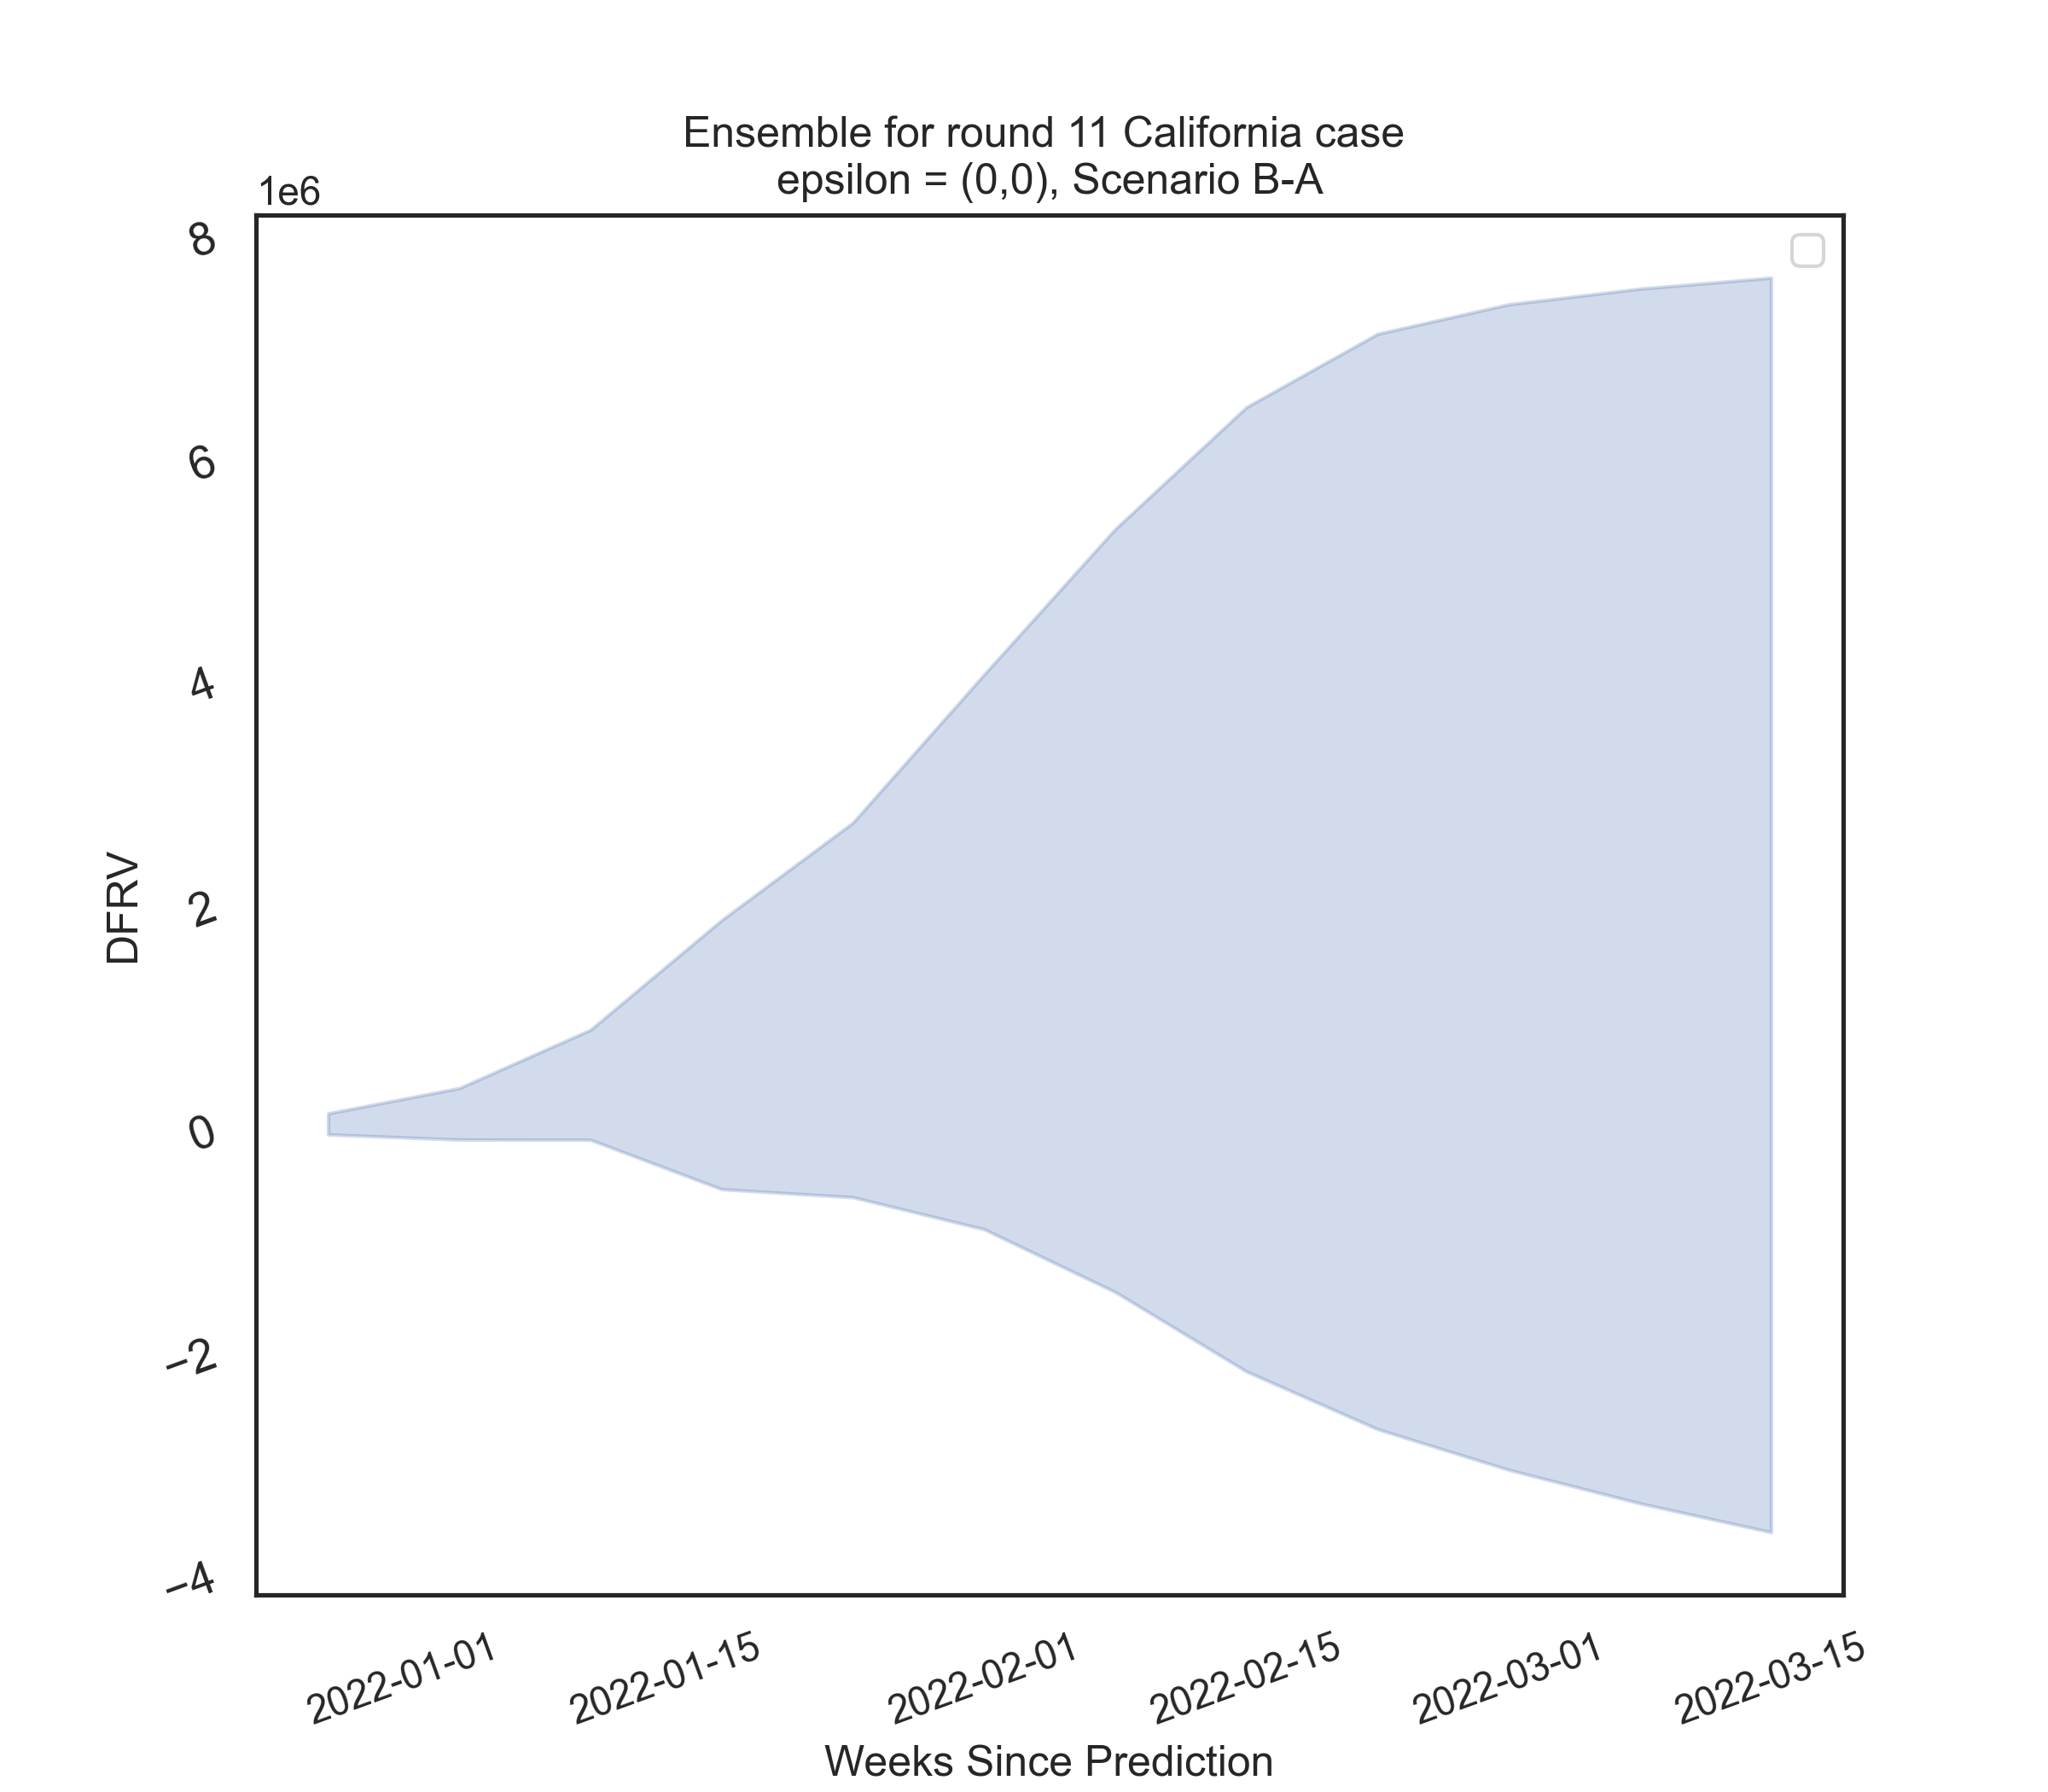 Ensemble for round 11 California case
epsilon = (0,0), Scenario B-A
1e6
8
6
4
2
0
−2
−4
DFRV
2022-01-01
2022-01-15
2022-02-01
2022-02-15
2022-03-01
2022-03-15
Weeks Since Prediction